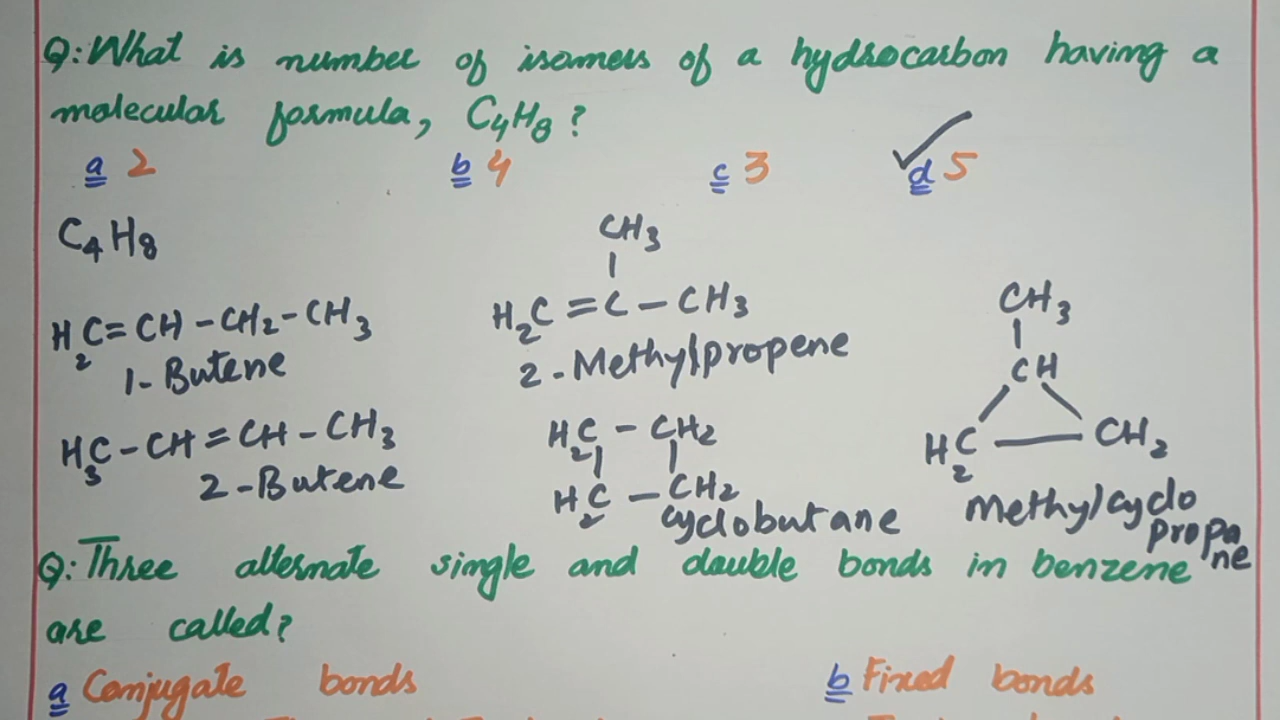 Q: What is number of isomers of a hydrocarbon having a
molecular formula, C4H8?
a 2 b 4 c 3 d 5
C4H8
H2C=CH-CH2-CH3
1-Butene
H3C-CH=CH-CH3
2-Butene
CH3
|
H2C=C-CH3
2-Methylpropene
H2C-CH2
| |
H2C-CH2
cyclobutane
CH3
|
CH
H2C-CH2
Methylcyclo
propa
ne
Q: Three alternate single and double bonds in benzene
are called?
a Conjugate bonds b Fixed bonds